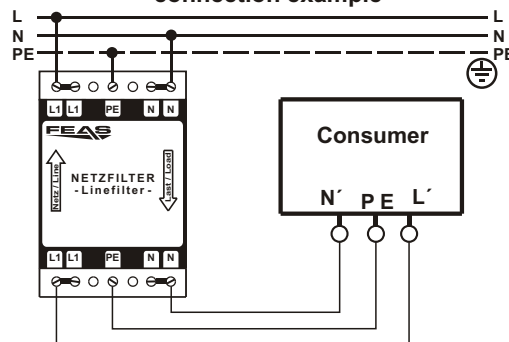 connection example
L L
N N
PE PE
L1 L1 PE N N
FEAS
Netz / Line
NETZFILTER
- Linefilter -
Last / Load
L1 L1 PE N N
Consumer
N´ PE L´